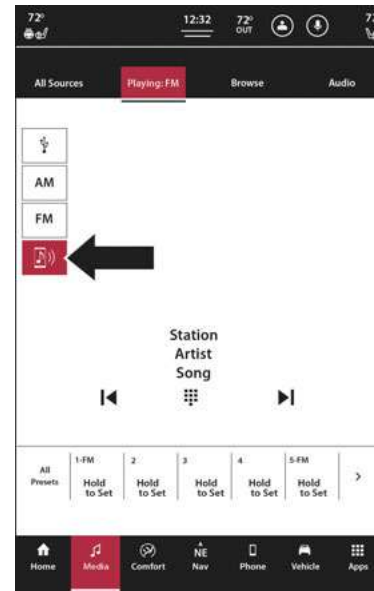 72°
12:32
72°
OUT
72
All Sources
Playing: FM
Browse
Audio
AM
FM
Station
Artist
Song
All
Presets
1-FM
Hold
to Set
2
Hold
to Set
3
Hold
to Set
4
Hold
to Set
5-FM
Hold
to Set
Home
Media
Comfort
NE
Nav
Phone
Vehicle
Apps